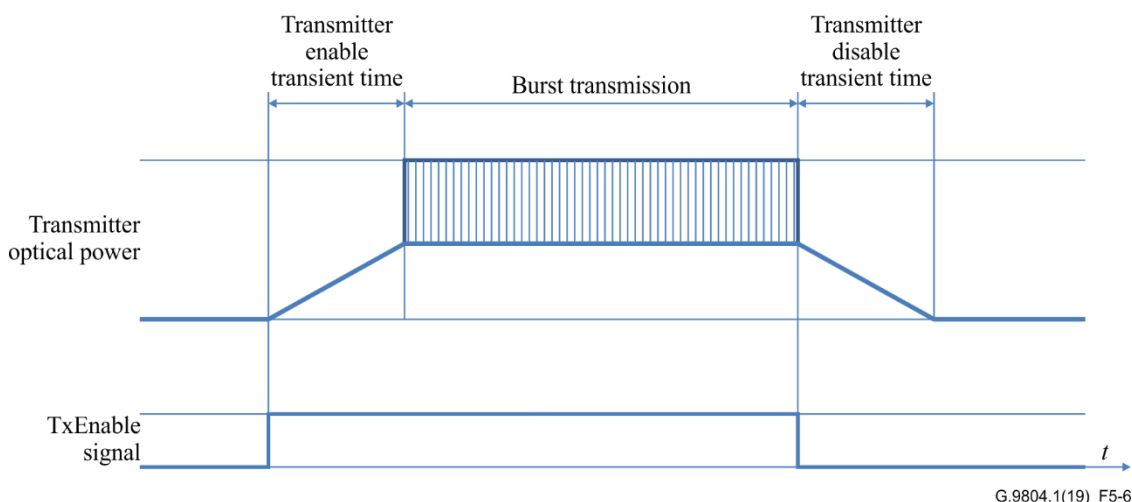 Transmitter
enable
transient time
Burst transmission
Transmitter
disable
transient time
Transmitter
optical power
TxEnable
signal
t
G.9804.1(19)_F5-6